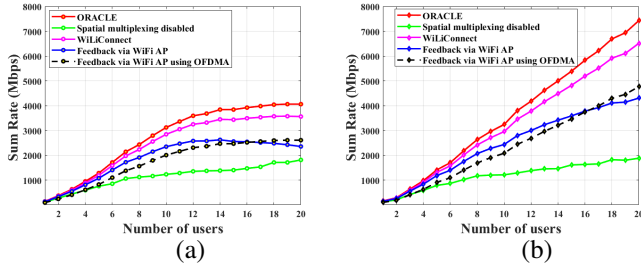 8000
7000
6000
5000
4000
3000
2000
1000
0
Sum Rate (Mbps)
ORACLE
Spatial multiplexing disabled
WiLiConnect
Feedback via WiFi AP
Feedback via WiFi AP using OFDMA
2 4 6 8 10 12 14 16 18 20
Number of users
(a)
8000
7000
6000
5000
4000
3000
2000
1000
0
Sum Rate (Mbps)
ORACLE
Spatial multiplexing disabled
WiLiConnect
Feedback via WiFi AP
Feedback via WiFi AP using OFDMA
2 4 6 8 10 12 14 16 18 20
Number of users
(b)